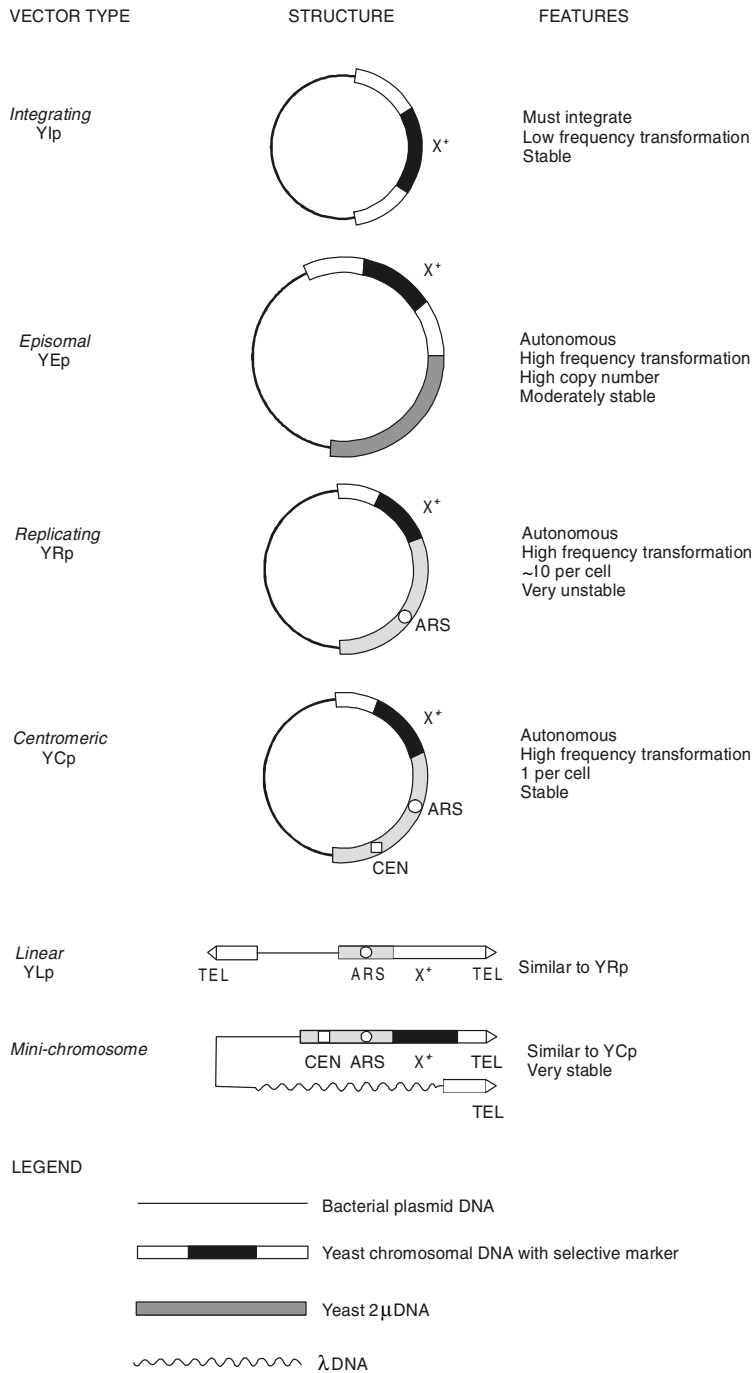 VECTOR TYPE STRUCTURE FEATURES
Integrating
YIp
X⁺
Must integrate
Low frequency transformation
Stable
Episomal
YEp
X⁺
Autonomous
High frequency transformation
High copy number
Moderately stable
Replicating
YRp
X⁺
ARS
Autonomous
High frequency transformation
~10 per cell
Very unstable
Centromeric
YCp
X⁺
ARS
CEN
Autonomous
High frequency transformation
1 per cell
Stable
Linear
YLp
TEL ARS X⁺ TEL
Similar to YRp
Mini-chromosome
CEN ARS X⁺ TEL
TEL
Similar to YCp
Very stable
LEGEND
Bacterial plasmid DNA
Yeast chromosomal DNA with selective marker
Yeast 2μDNA
λDNA